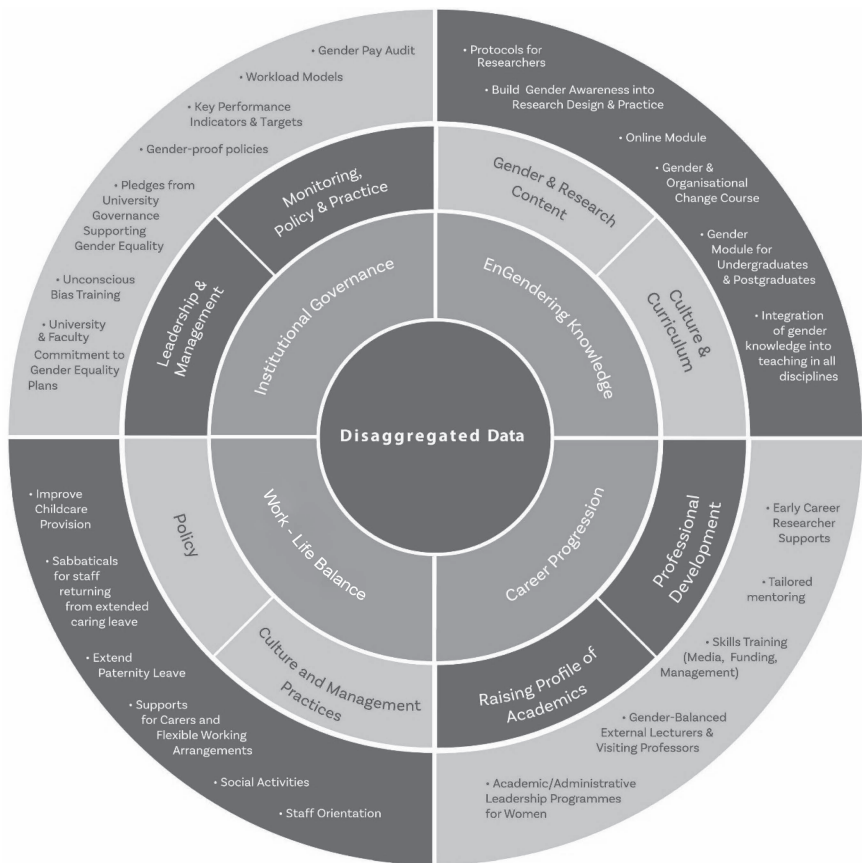 • Gender Pay Audit
• Workload Models
• Key Performance
Indicators & Targets
• Gender-proof policies
• Pledges from
University
Governance
Supporting
Gender Equality
• Unconscious
Bias Training
• University
& Faculty
Commitment to
Gender Equality
Plans
Monitoring,
Policy & Practice
Leadership &
Management
Institutional Governance
• Protocols for
Researchers
• Build Gender Awareness into
Research Design & Practice
• Online Module
• Gender &
Organisational
Change Course
• Gender
Module for
Undergraduates
& Postgraduates
• Integration
of gender
knowledge into
teaching in all
disciplines
Gender & Research
Content
Culture &
Curriculum
EnGendering Knowledge
Disaggregated Data
• Improve
Childcare
Provision
• Sabbaticals
for staff
returning
from extended
caring leave
• Extend
Paternity Leave
• Supports
for Carers and
Flexible Working
Arrangements
• Social Activities
• Staff Orientation
Policy
Culture and Management
Practices
Work - Life Balance
Career Progression
Professional
Development
Raising Profile of
Academics
• Early Career
Researcher
Supports
• Tailored
mentoring
• Skills Training
(Media, Funding,
Management)
• Gender-Balanced
External Lecturers &
Visiting Professors
• Academic/Administrative
Leadership Programmes
for Women